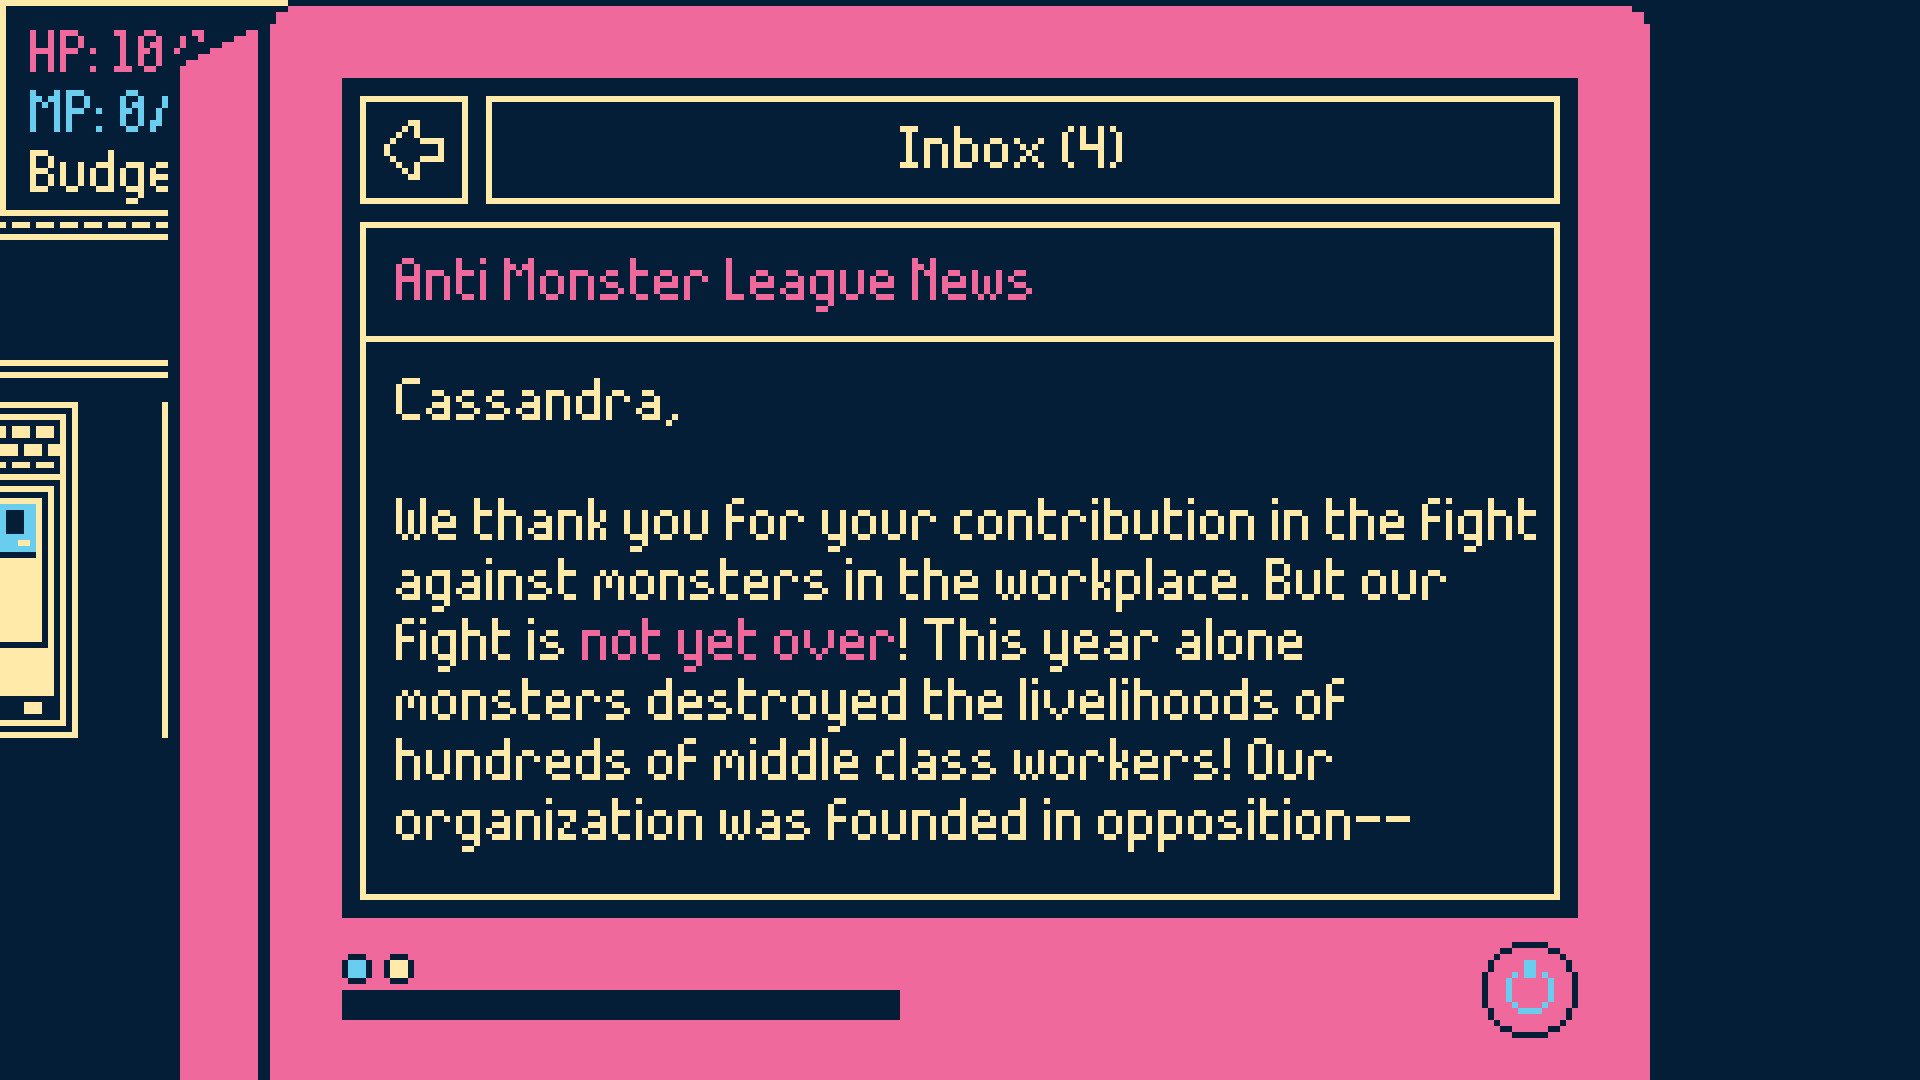 HP: 10
MP: 0/
Inbox (4)
Anti Monster League News
Cassandra,
We thank you for your contribution in the fight
against monsters in the workplace. But our
fight is not yet over! This year alone
monsters destroyed the livelihoods of
hundreds of middle class workers! Our
organization was founded in opposition--